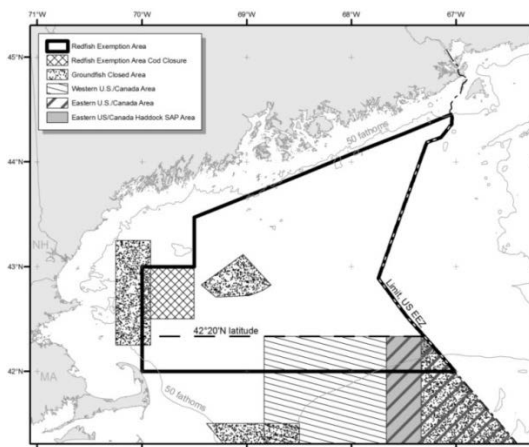 71°W 70°W 69°W 68°W 67°W
45°N
44°N
43°N
42°N
Redfish Exemption Area
Redfish Exemption Area Cod Closure
Groundfish Closed Area
Western U.S./Canada Area
Eastern U.S./Canada Area
Eastern US/Canada Haddock SAP Area
50 fathoms
NH
Limit, US EEZ
42°20'N latitude
MA
50 fathoms